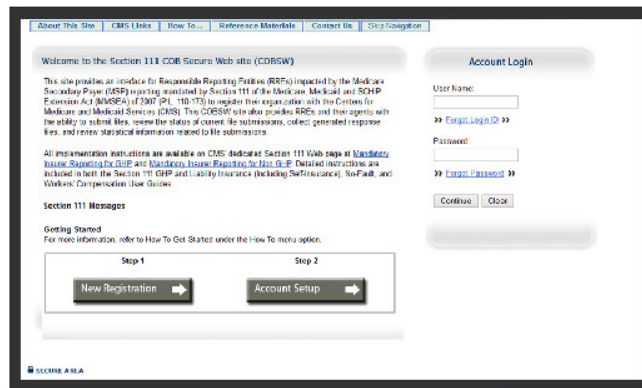 About This Site CMS Links How To... Reference Materials Contact Us Skip Navigation
Welcome to the Section 111 COB Secure Web site (COBSW)
This site provides an interface for Responsible Reporting Entities (RREs) impacted by the Medicare
Secondary Payer (MSP) reporting mandated by Section 111 of the Medicare, Medicaid and SCHIP
Extension Act (MMSEA) of 2007 (P.L. 110-173) to register their organization with the Centers for
Medicare and Medicaid Services (CMS). This COBSW site also provides RREs and their agents with
the ability to submit files, review the status of current file submissions, collect generated response
files, and review statistical information related to file submissions.
All implementation instructions are available on CMS' dedicated Section 111 Web page at Mandatory
Insurer Reporting for GHP and Mandatory Insurer Reporting for Non GHP. Detailed instructions are
included in both the Section 111 GHP and Liability Insurance (Including Self-Insurance), No-Fault, and
Workers' Compensation User Guides.
Section 111 Messages
Getting Started
For more information, refer to How To Get Started under the How To menu option.
Step 1 Step 2
New Registration Account Setup
Account Login
User Name:
Forgot Login ID
Password:
Forgot Password
Continue Clear
SECURE AREA